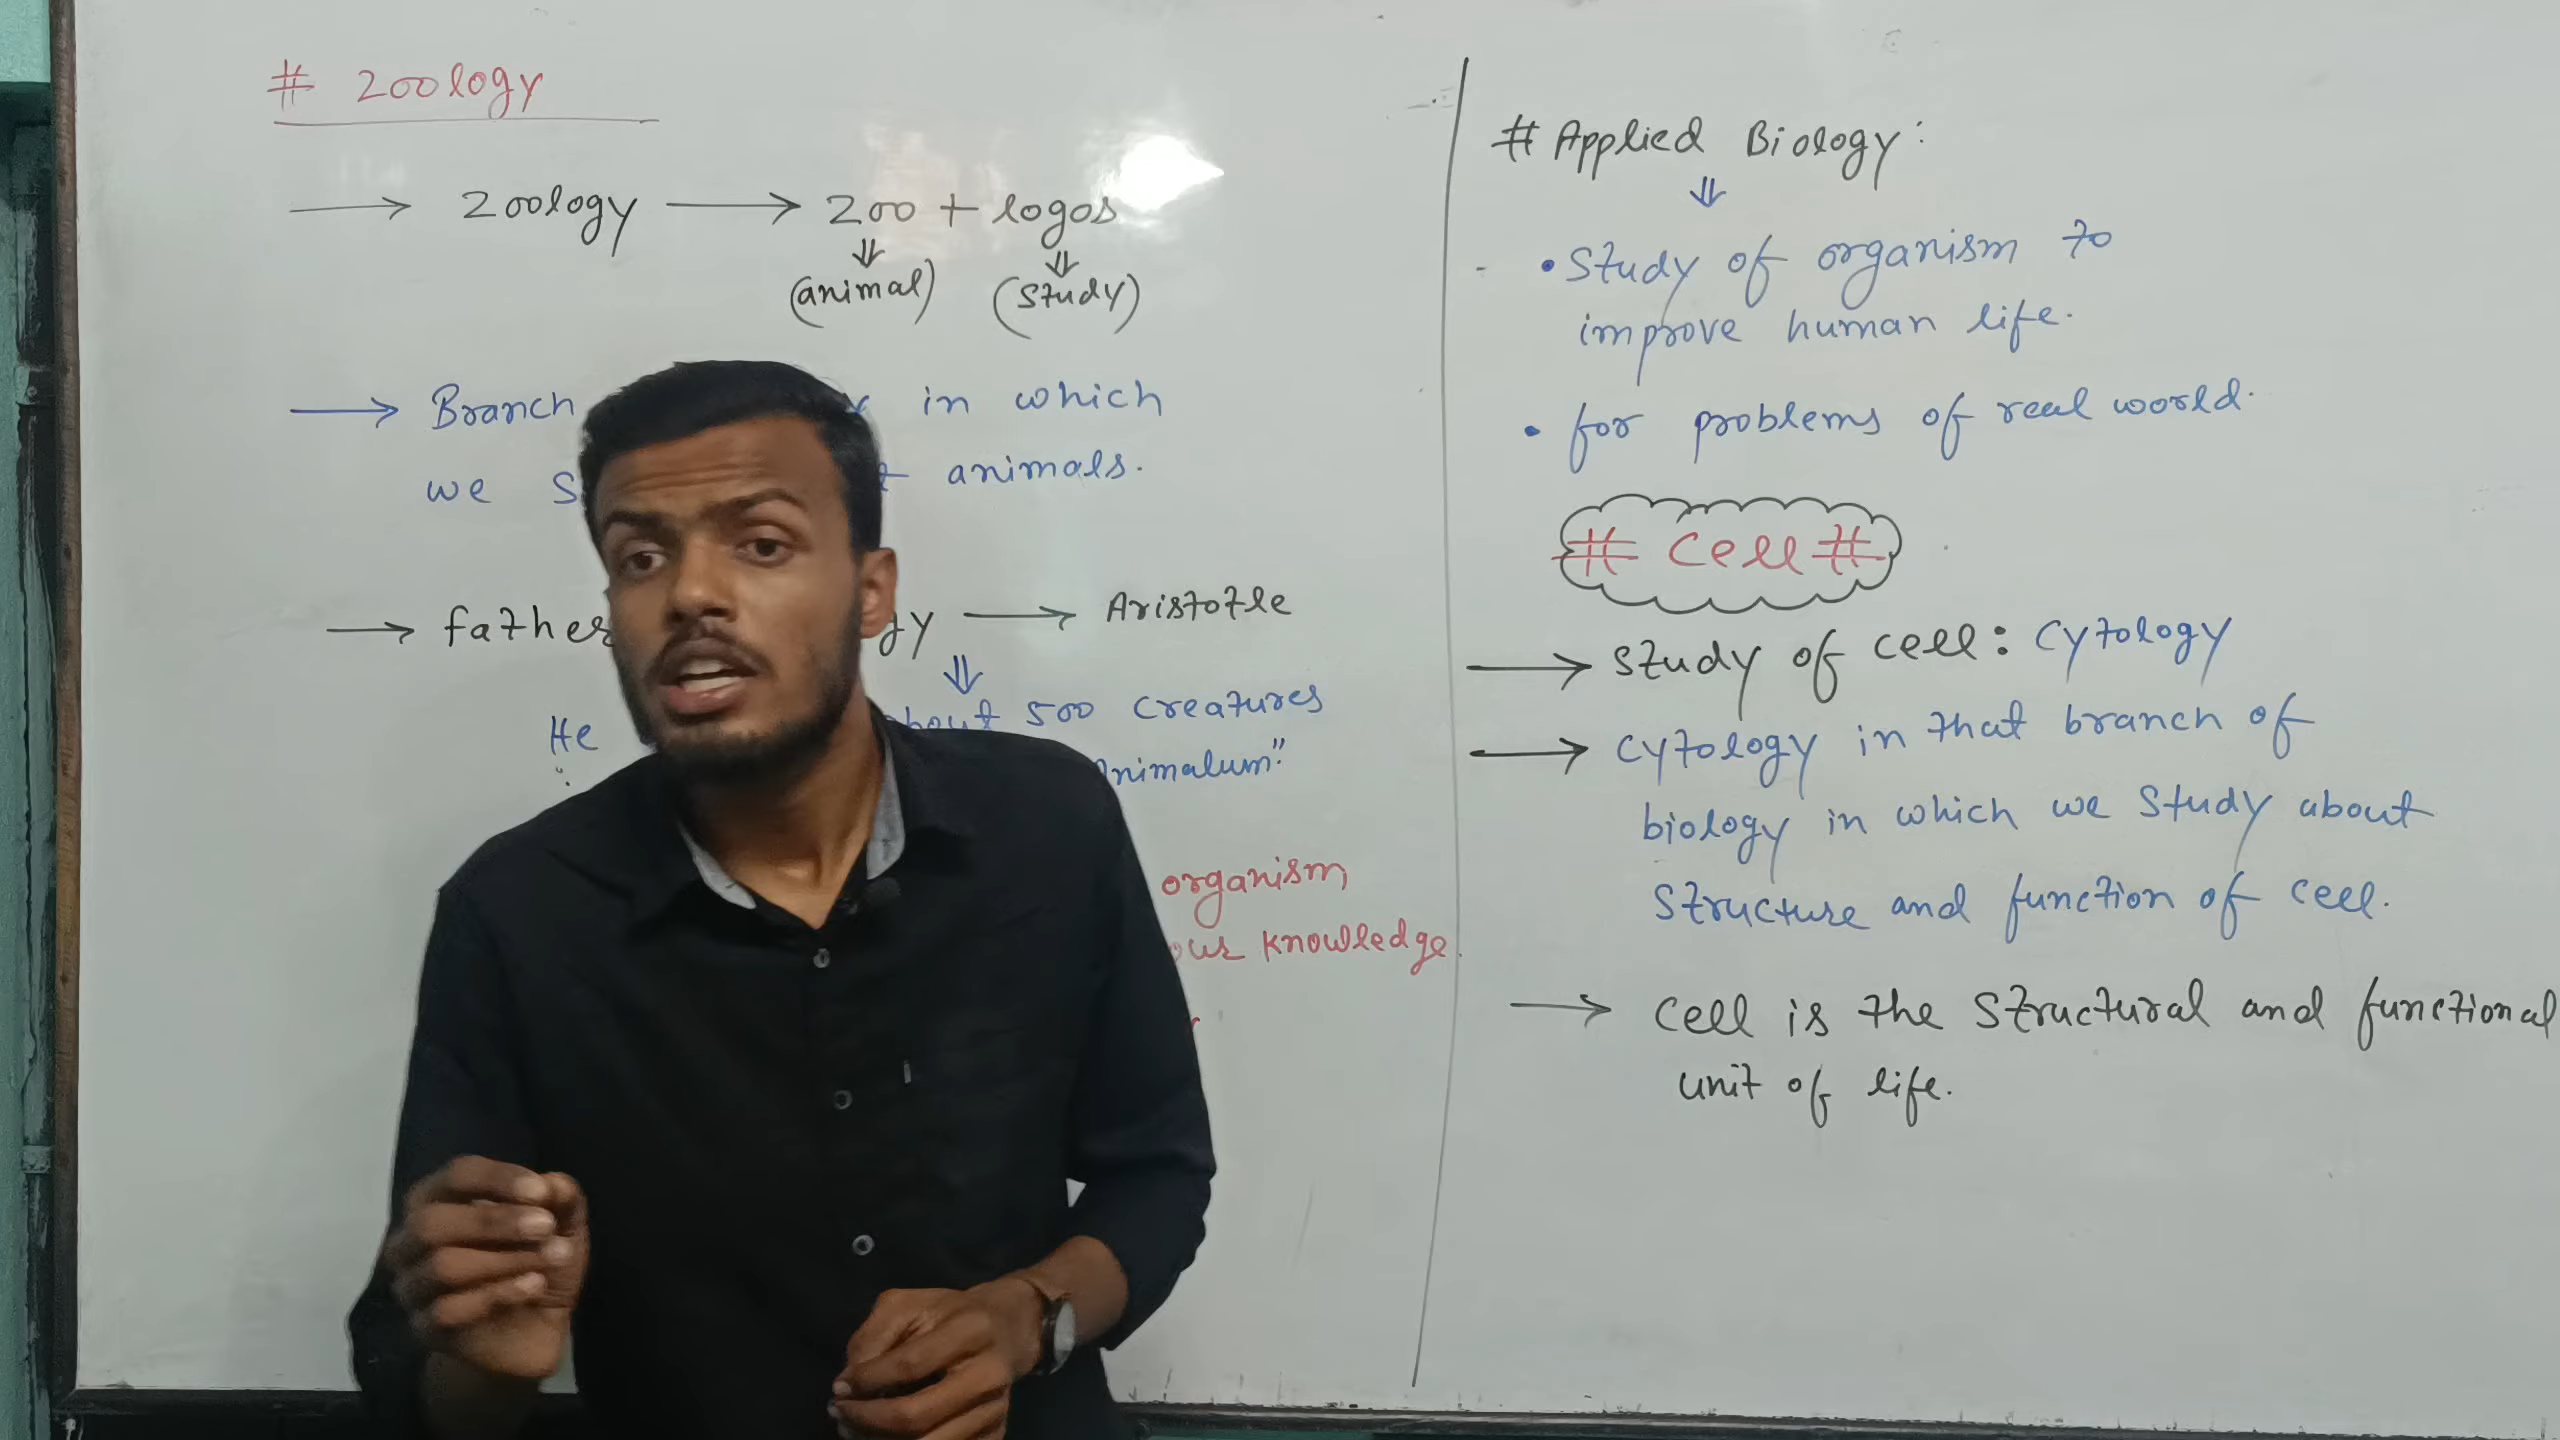 # Zoology
→ Zoology → Zoo + logos
⇓ ⇓
(animal) (study)
→ Branch in which
we animals.
→ father → Aristotle
⇓
He about 500 creatures
Animalum"
organism
our knowledge.
# Applied Biology:
⇓
• Study of organism to
improve human life.
• for problems of real world.
# Cell #
→ study of cell: Cytology
→ Cytology in that branch of
biology in which we study about
structure and function of cell.
→ Cell is the structural and functional
unit of life.